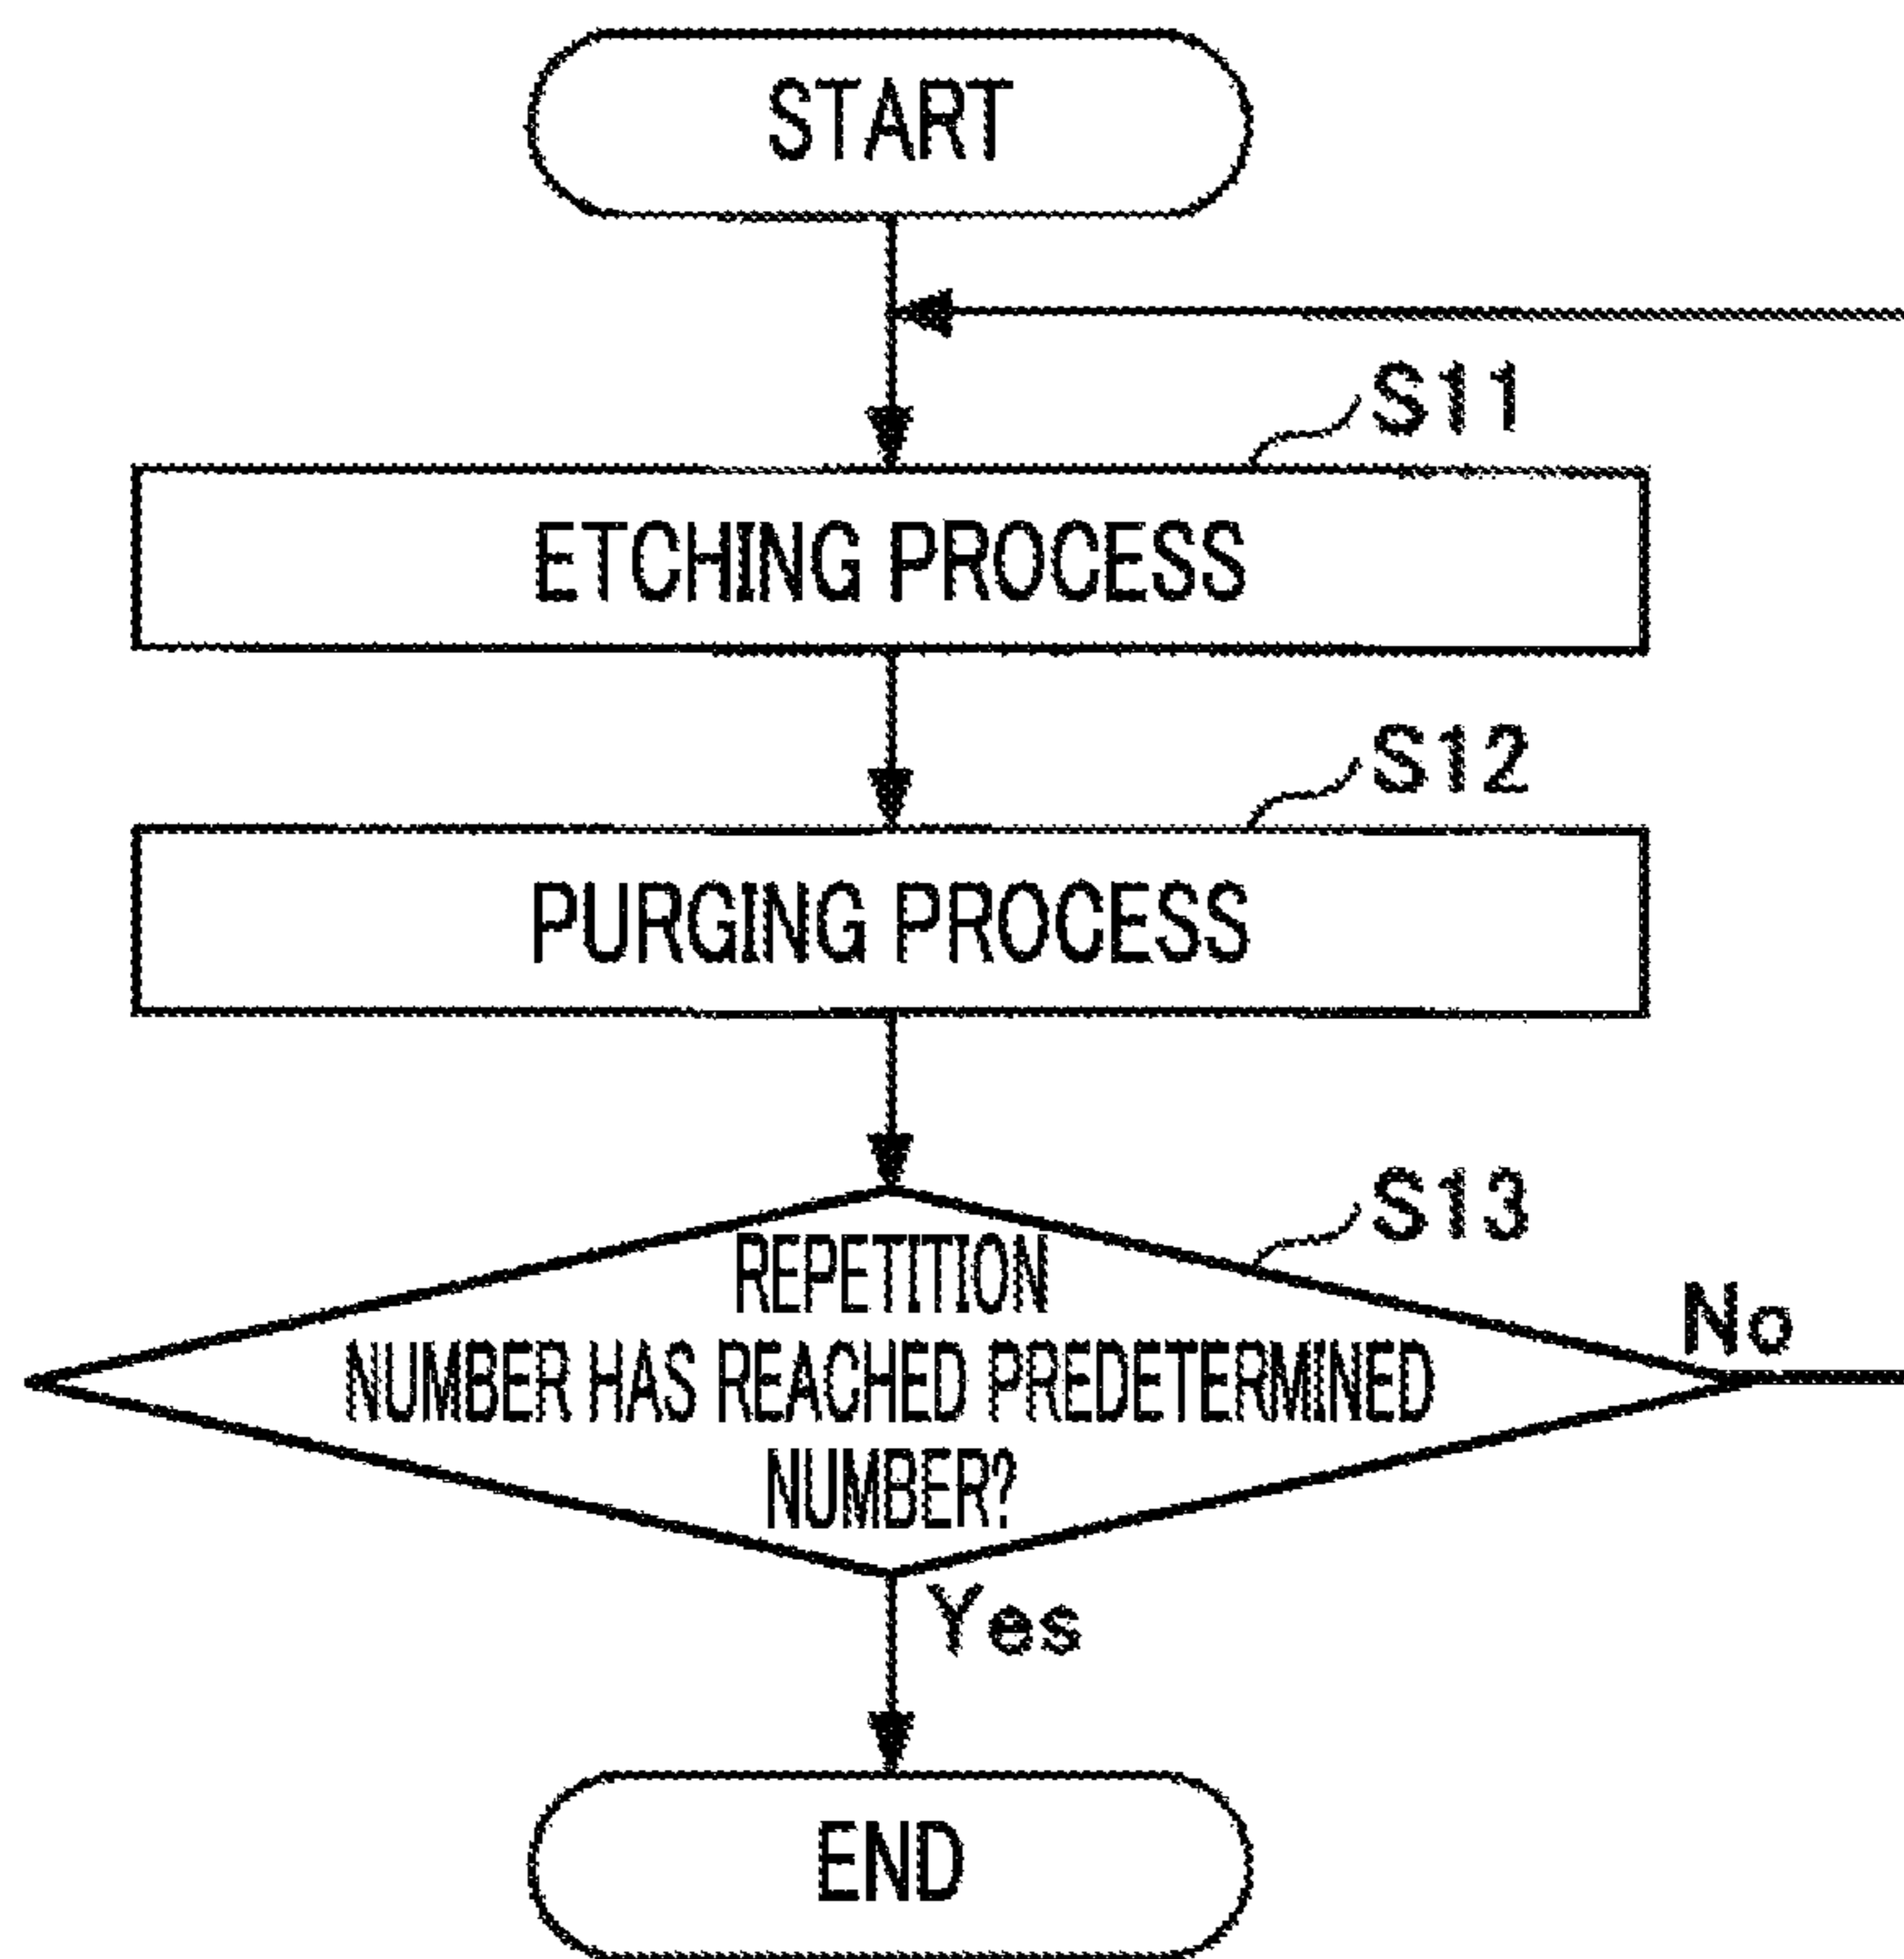 START
S11
ETCHING PROCESS
S12
PURGING PROCESS
S13
REPETITION
NUMBER HAS REACHED PREDETERMINED
NUMBER?
No
Yes
END